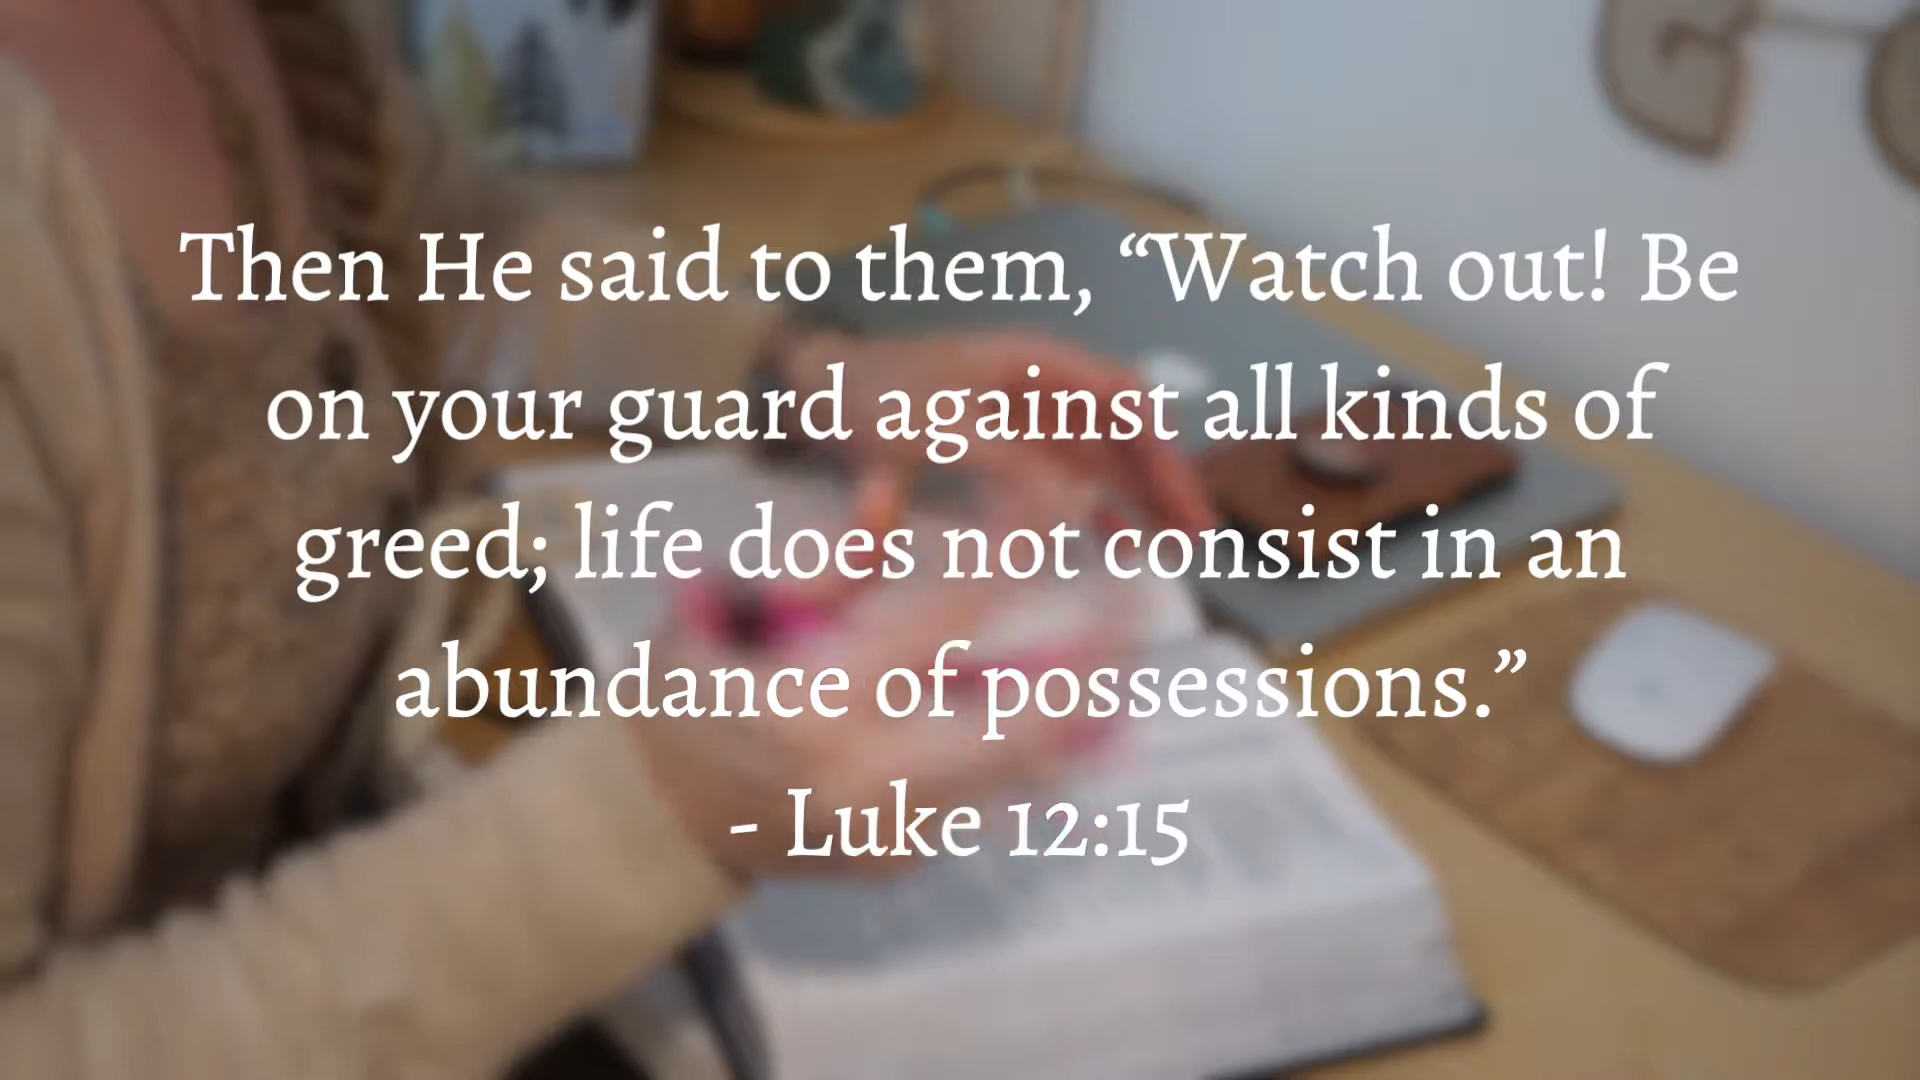 Then He said to them, “Watch out! Be
on your guard against all kinds of
greed; life does not consist in an
abundance of possessions.”
- Luke 12:15